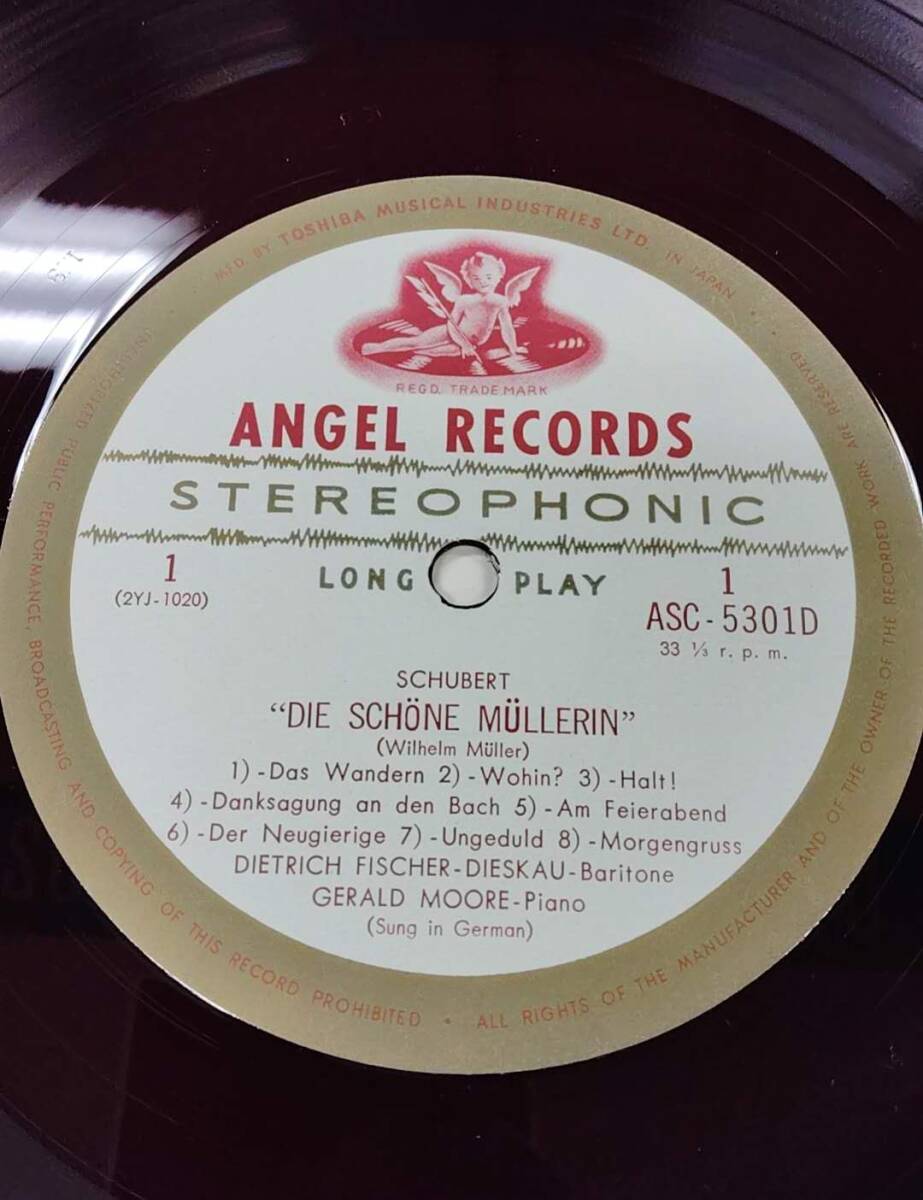 MFD. BY TOSHIBA MUSICAL INDUSTRIES LTD. IN JAPAN
REGD. TRADE MARK
ANGEL RECORDS
STEREOPHONIC
LONG PLAY
1
(2YJ-1020)
1
ASC-5301D
33 ⅓ r. p. m.
SCHUBERT
"DIE SCHÖNE MÜLLERIN"
(Wilhelm Müller)
1)-Das Wandern 2)-Wohin? 3)-Halt!
4)-Danksagung an den Bach 5)-Am Feierabend
6)-Der Neugierige 7)-Ungeduld 8)-Morgengruss
DIETRICH FISCHER-DIESKAU-Baritone
GERALD MOORE-Piano
(Sung in German)
UNAUTHORIZED PUBLIC PERFORMANCE, BROADCASTING AND COPYING OF THIS RECORD PROHIBITED • ALL RIGHTS OF THE MANUFACTURER AND OF THE OWNER OF THE RECORDED WORK ARE RESERVED